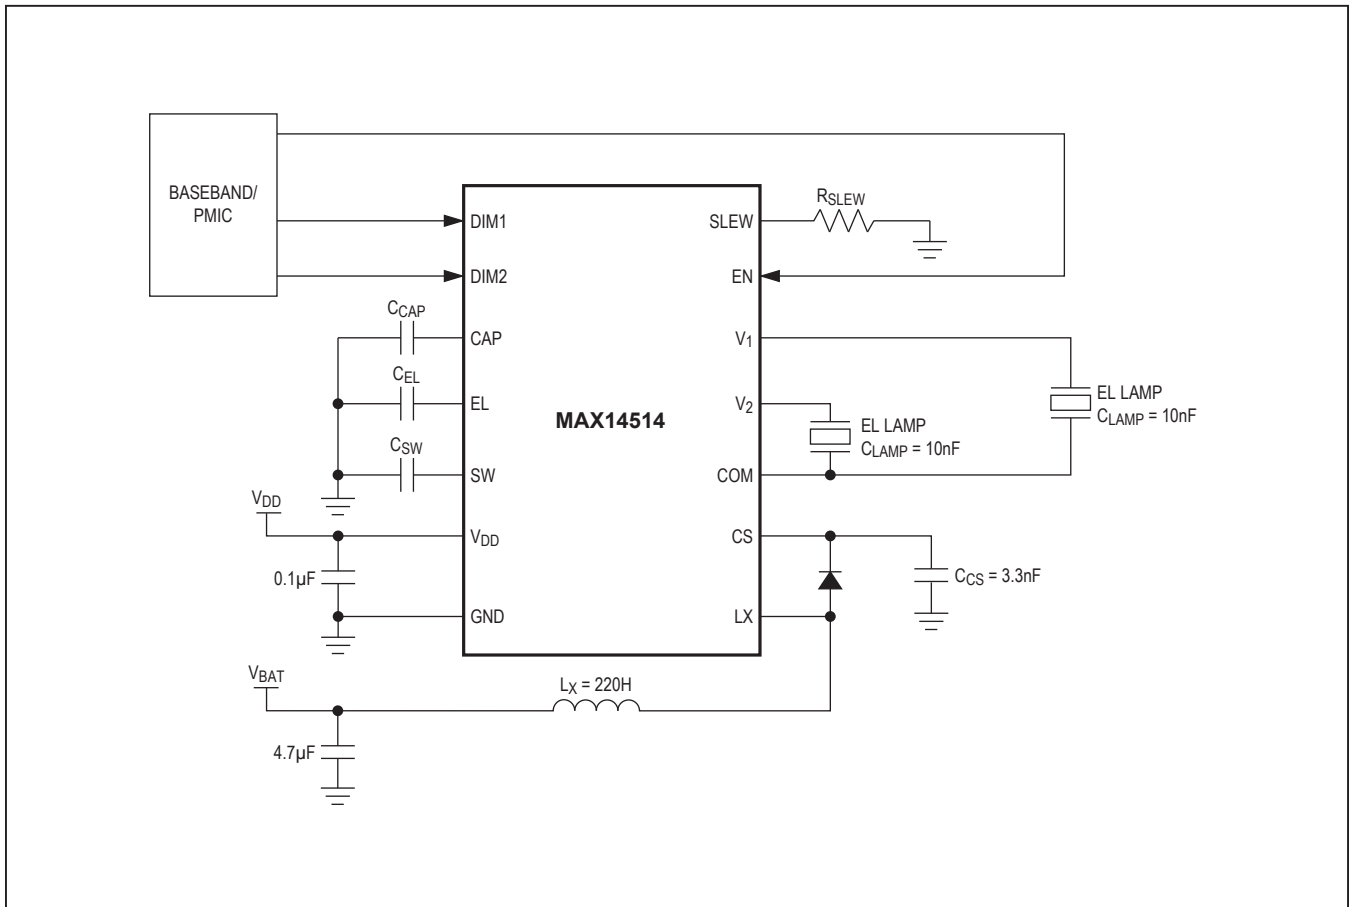 BASEBAND/
PMIC
DIM1
DIM2
CAP
EL
SW
VDD
GND
SLEW
EN
V1
V2
COM
CS
LX
MAX14514
CCAP
CEL
CSW
VDD
0.1µF
VBAT
4.7µF
LX = 220H
RSLEW
EL LAMP
CLAMP = 10nF
EL LAMP
CLAMP = 10nF
CCS = 3.3nF